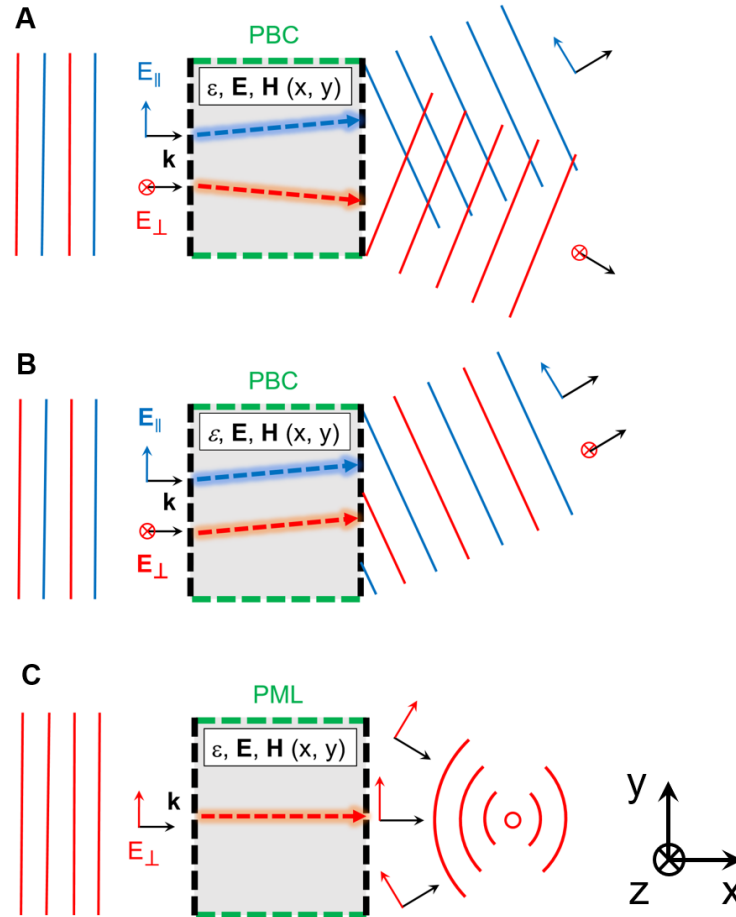 A
PBC
E∥
ε, E, H (x, y)
k
E⊥
B
PBC
E∥
ε, E, H (x, y)
k
E⊥
C
PML
ε, E, H (x, y)
k
E⊥
y
z
x